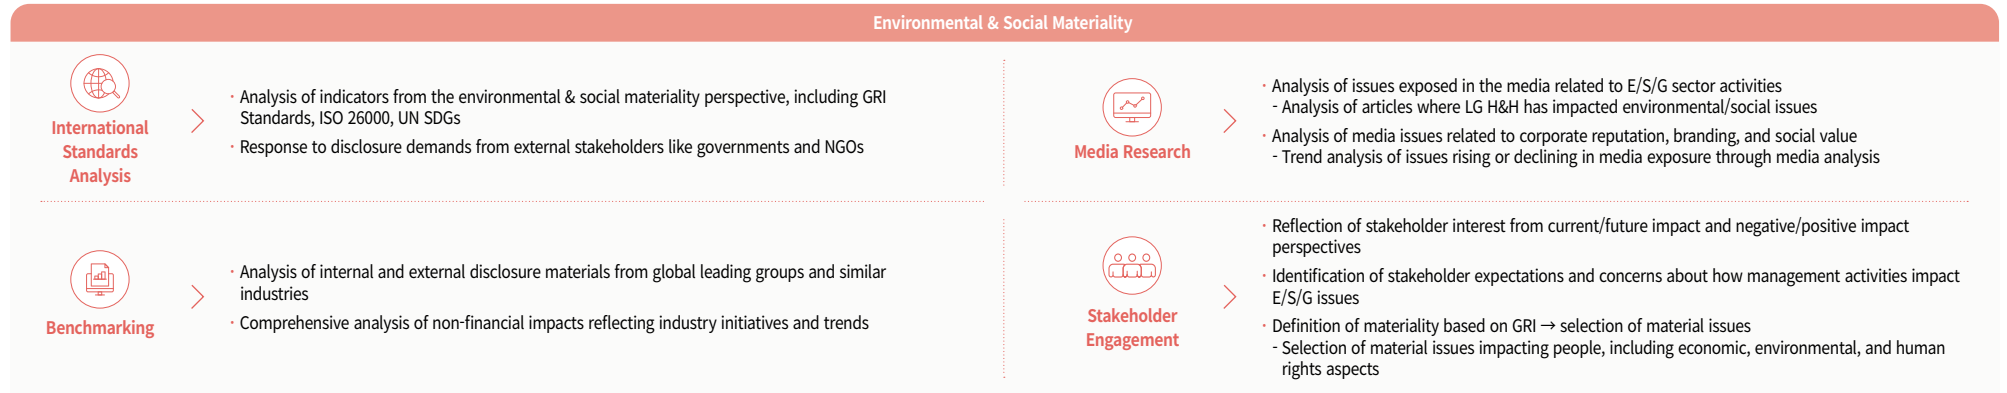 Environmental & Social Materiality
International
Standards
Analysis
· Analysis of indicators from the environmental & social materiality perspective, including GRI
Standards, ISO 26000, UN SDGs
· Response to disclosure demands from external stakeholders like governments and NGOs
Media Research
· Analysis of issues exposed in the media related to E/S/G sector activities
- Analysis of articles where LG H&H has impacted environmental/social issues
· Analysis of media issues related to corporate reputation, branding, and social value
- Trend analysis of issues rising or declining in media exposure through media analysis
Benchmarking
· Analysis of internal and external disclosure materials from global leading groups and similar
industries
· Comprehensive analysis of non-financial impacts reflecting industry initiatives and trends
Stakeholder
Engagement
· Reflection of stakeholder interest from current/future impact and negative/positive impact
perspectives
· Identification of stakeholder expectations and concerns about how management activities impact
E/S/G issues
· Definition of materiality based on GRI → selection of material issues
- Selection of material issues impacting people, including economic, environmental, and human
rights aspects